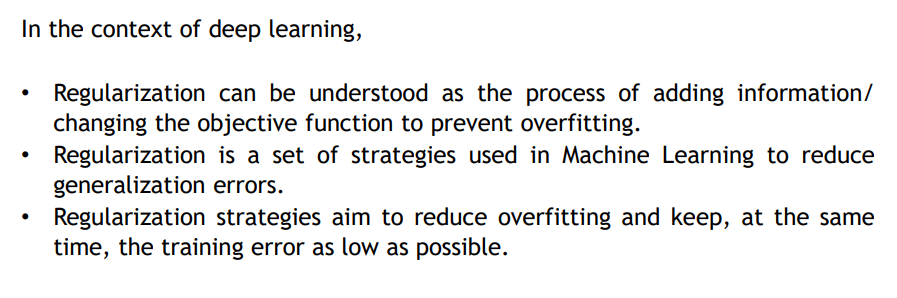 In the context of deep learning,
• Regularization can be understood as the process of adding information/
changing the objective function to prevent overfitting.
• Regularization is a set of strategies used in Machine Learning to reduce
generalization errors.
• Regularization strategies aim to reduce overfitting and keep, at the same
time, the training error as low as possible.